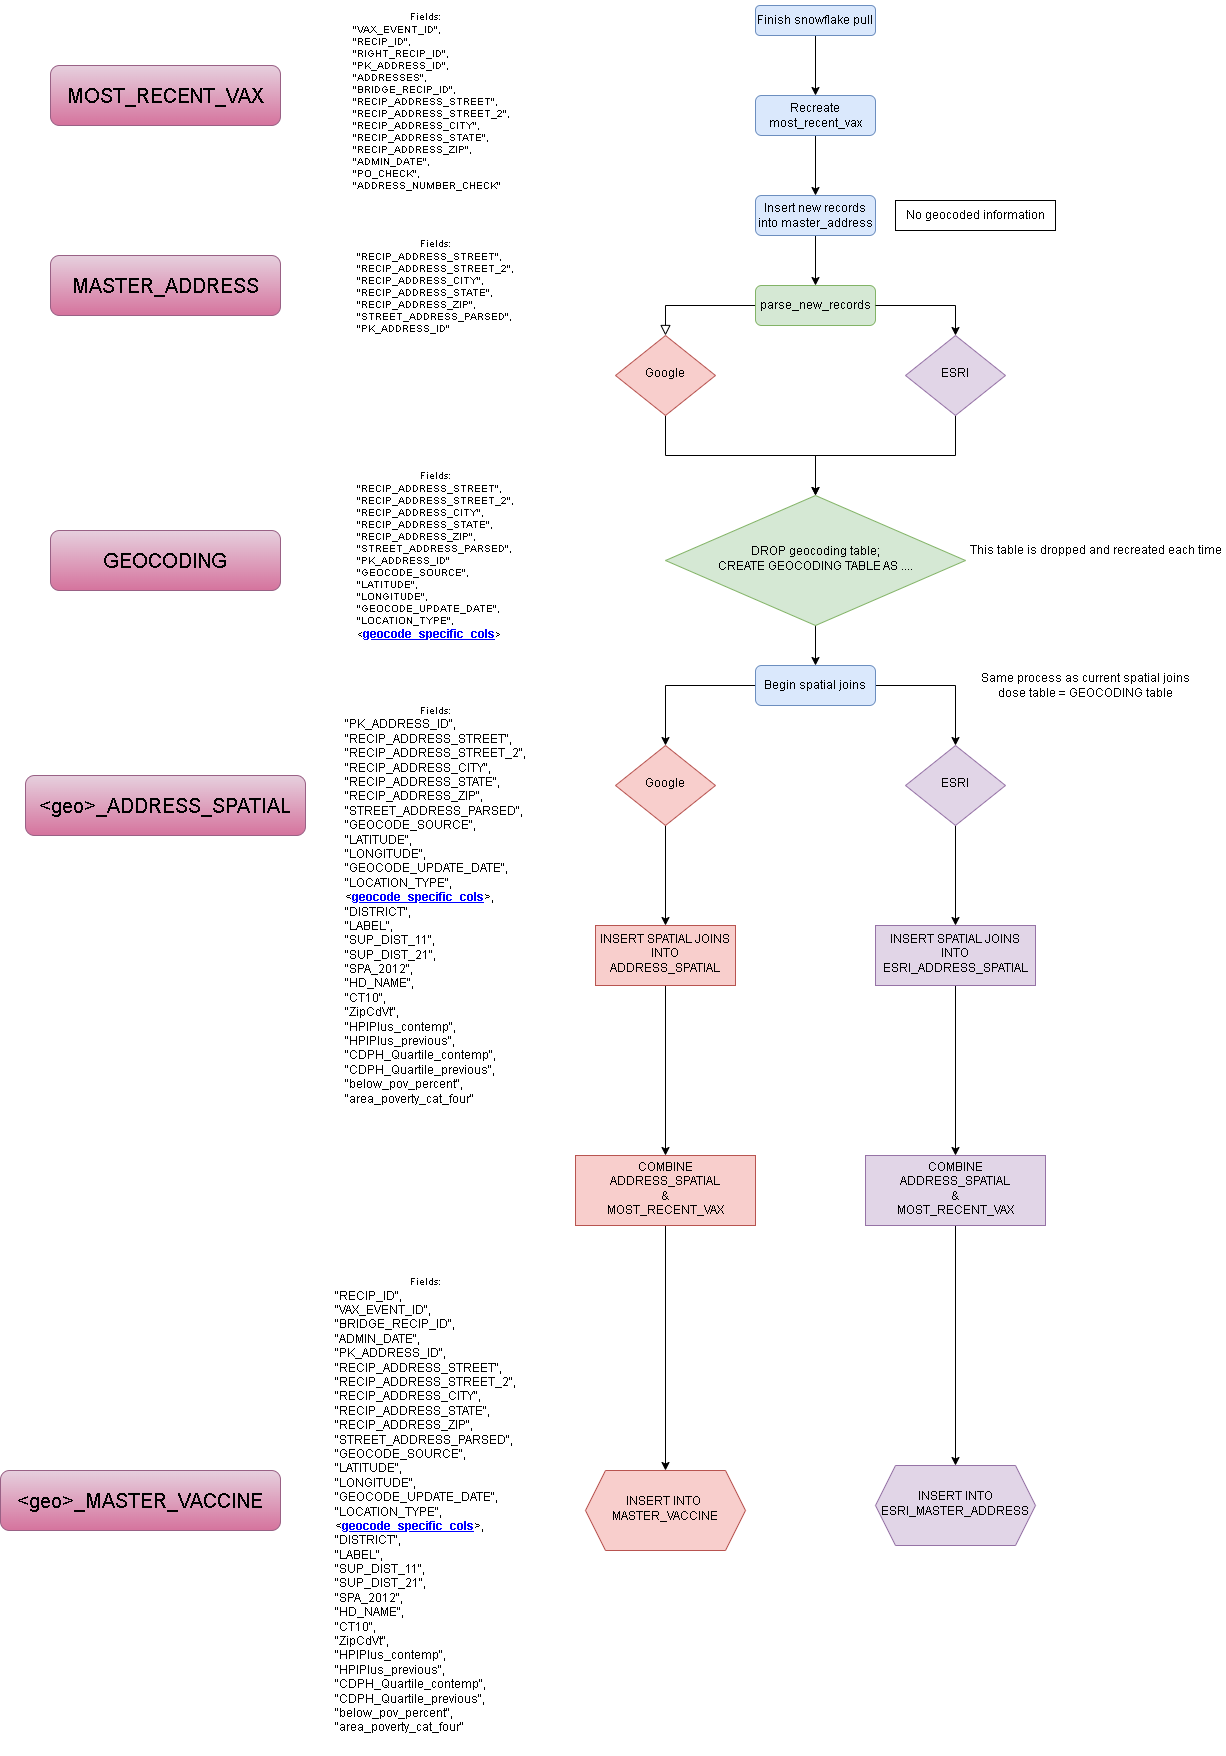 MOST_RECENT_VAX
Fields:
"VAX_EVENT_ID",
"RECIP_ID",
"RIGHT_RECIP_ID",
"PK_ADDRESS_ID",
"ADDRESSES",
"BRIDGE_RECIP_ID",
"RECIP_ADDRESS_STREET",
"RECIP_ADDRESS_STREET_2",
"RECIP_ADDRESS_CITY",
"RECIP_ADDRESS_STATE",
"RECIP_ADDRESS_ZIP",
"ADMIN_DATE",
"PO_CHECK",
"ADDRESS_NUMBER_CHECK"
MASTER_ADDRESS
Fields:
"RECIP_ADDRESS_STREET",
"RECIP_ADDRESS_STREET_2",
"RECIP_ADDRESS_CITY",
"RECIP_ADDRESS_STATE",
"RECIP_ADDRESS_ZIP",
"STREET_ADDRESS_PARSED",
"PK_ADDRESS_ID"
GEOCODING
Fields:
"RECIP_ADDRESS_STREET",
"RECIP_ADDRESS_STREET_2",
"RECIP_ADDRESS_CITY",
"RECIP_ADDRESS_STATE",
"RECIP_ADDRESS_ZIP",
"STREET_ADDRESS_PARSED",
"PK_ADDRESS_ID"
"GEOCODE_SOURCE",
"LATITUDE",
"LONGITUDE",
"GEOCODE_UPDATE_DATE",
"LOCATION_TYPE",
<geocode_specific_cols>
<geo>_ADDRESS_SPATIAL
Fields:
"PK_ADDRESS_ID",
"RECIP_ADDRESS_STREET",
"RECIP_ADDRESS_STREET_2",
"RECIP_ADDRESS_CITY",
"RECIP_ADDRESS_STATE",
"RECIP_ADDRESS_ZIP",
"STREET_ADDRESS_PARSED",
"GEOCODE_SOURCE",
"LATITUDE",
"LONGITUDE",
"GEOCODE_UPDATE_DATE",
"LOCATION_TYPE",
<geocode_specific_cols>,
"DISTRICT",
"LABEL",
"SUP_DIST_11",
"SUP_DIST_21",
"SPA_2012",
"HD_NAME",
"CT10",
"ZipCdVt",
"HPIPlus_contemp",
"HPIPlus_previous",
"CDPH_Quartile_contemp",
"CDPH_Quartile_previous",
"below_pov_percent",
"area_poverty_cat_four"
<geo>_MASTER_VACCINE
Fields:
"RECIP_ID",
"VAX_EVENT_ID",
"BRIDGE_RECIP_ID",
"ADMIN_DATE",
"PK_ADDRESS_ID",
"RECIP_ADDRESS_STREET",
"RECIP_ADDRESS_STREET_2",
"RECIP_ADDRESS_CITY",
"RECIP_ADDRESS_STATE",
"RECIP_ADDRESS_ZIP",
"STREET_ADDRESS_PARSED",
"GEOCODE_SOURCE",
"LATITUDE",
"LONGITUDE",
"GEOCODE_UPDATE_DATE",
"LOCATION_TYPE",
<geocode_specific_cols>,
"DISTRICT",
"LABEL",
"SUP_DIST_11",
"SUP_DIST_21",
"SPA_2012",
"HD_NAME",
"CT10",
"ZipCdVt",
"HPIPlus_contemp",
"HPIPlus_previous",
"CDPH_Quartile_contemp",
"CDPH_Quartile_previous",
"below_pov_percent",
"area_poverty_cat_four"
Finish snowflake pull
Recreate
most_recent_vax
Insert new records
into master_address
No geocoded information
parse_new_records
Google
ESRI
DROP geocoding table;
CREATE GEOCODING TABLE AS ....
This table is dropped and recreated each time
Begin spatial joins
Same process as current spatial joins
dose table = GEOCODING table
Google
ESRI
INSERT SPATIAL JOINS
INTO
ADDRESS_SPATIAL
INSERT SPATIAL JOINS
INTO
ESRI_ADDRESS_SPATIAL
COMBINE
ADDRESS_SPATIAL
&
MOST_RECENT_VAX
COMBINE
ADDRESS_SPATIAL
&
MOST_RECENT_VAX
INSERT INTO
MASTER_VACCINE
INSERT INTO
ESRI_MASTER_ADDRESS